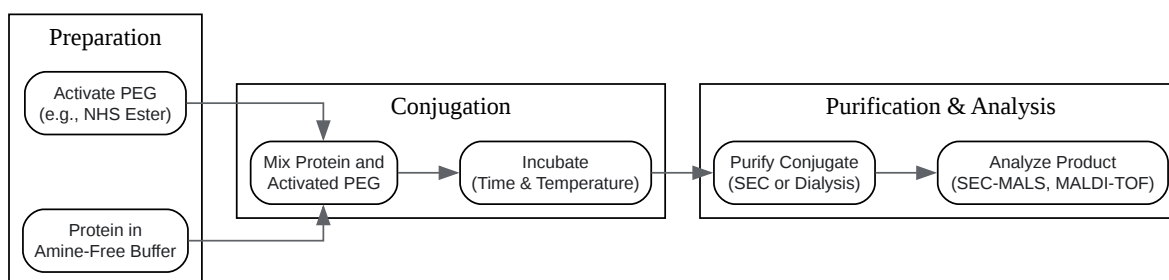 Preparation
Activate PEG
(e.g., NHS Ester)
Protein in
Amine-Free Buffer
Conjugation
Mix Protein and
Activated PEG
Incubate
(Time & Temperature)
Purification & Analysis
Purify Conjugate
(SEC or Dialysis)
Analyze Product
(SEC-MALS, MALDI-TOF)